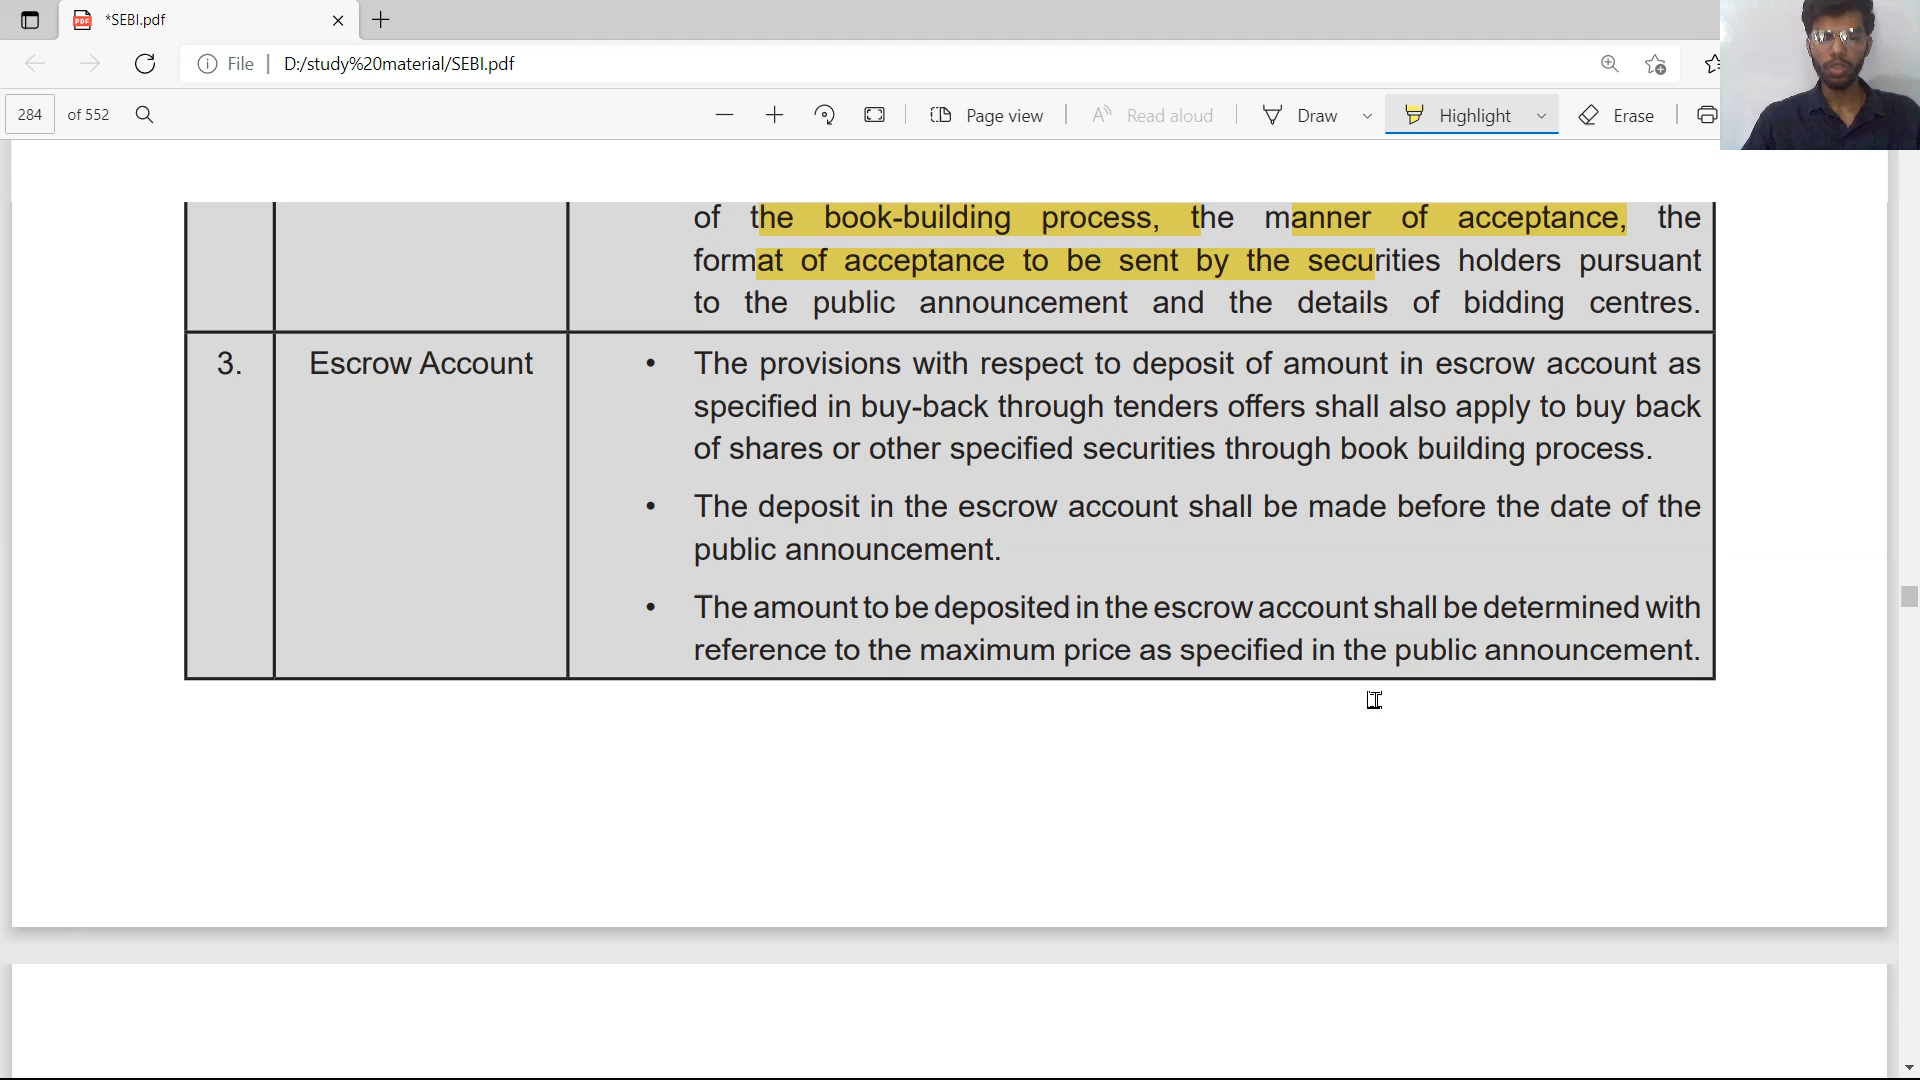 *SEBI.pdf
File
D:/study%20material/SEBI.pdf
284 of 552
Page view
Read aloud
Draw
Highlight
Erase
of the book-building process, the manner of acceptance, the
format of acceptance to be sent by the securities holders pursuant
to the public announcement and the details of bidding centres.
3. Escrow Account
• The provisions with respect to deposit of amount in escrow account as
specified in buy-back through tenders offers shall also apply to buy back
of shares or other specified securities through book building process.
• The deposit in the escrow account shall be made before the date of the
public announcement.
• The amount to be deposited in the escrow account shall be determined with
reference to the maximum price as specified in the public announcement.